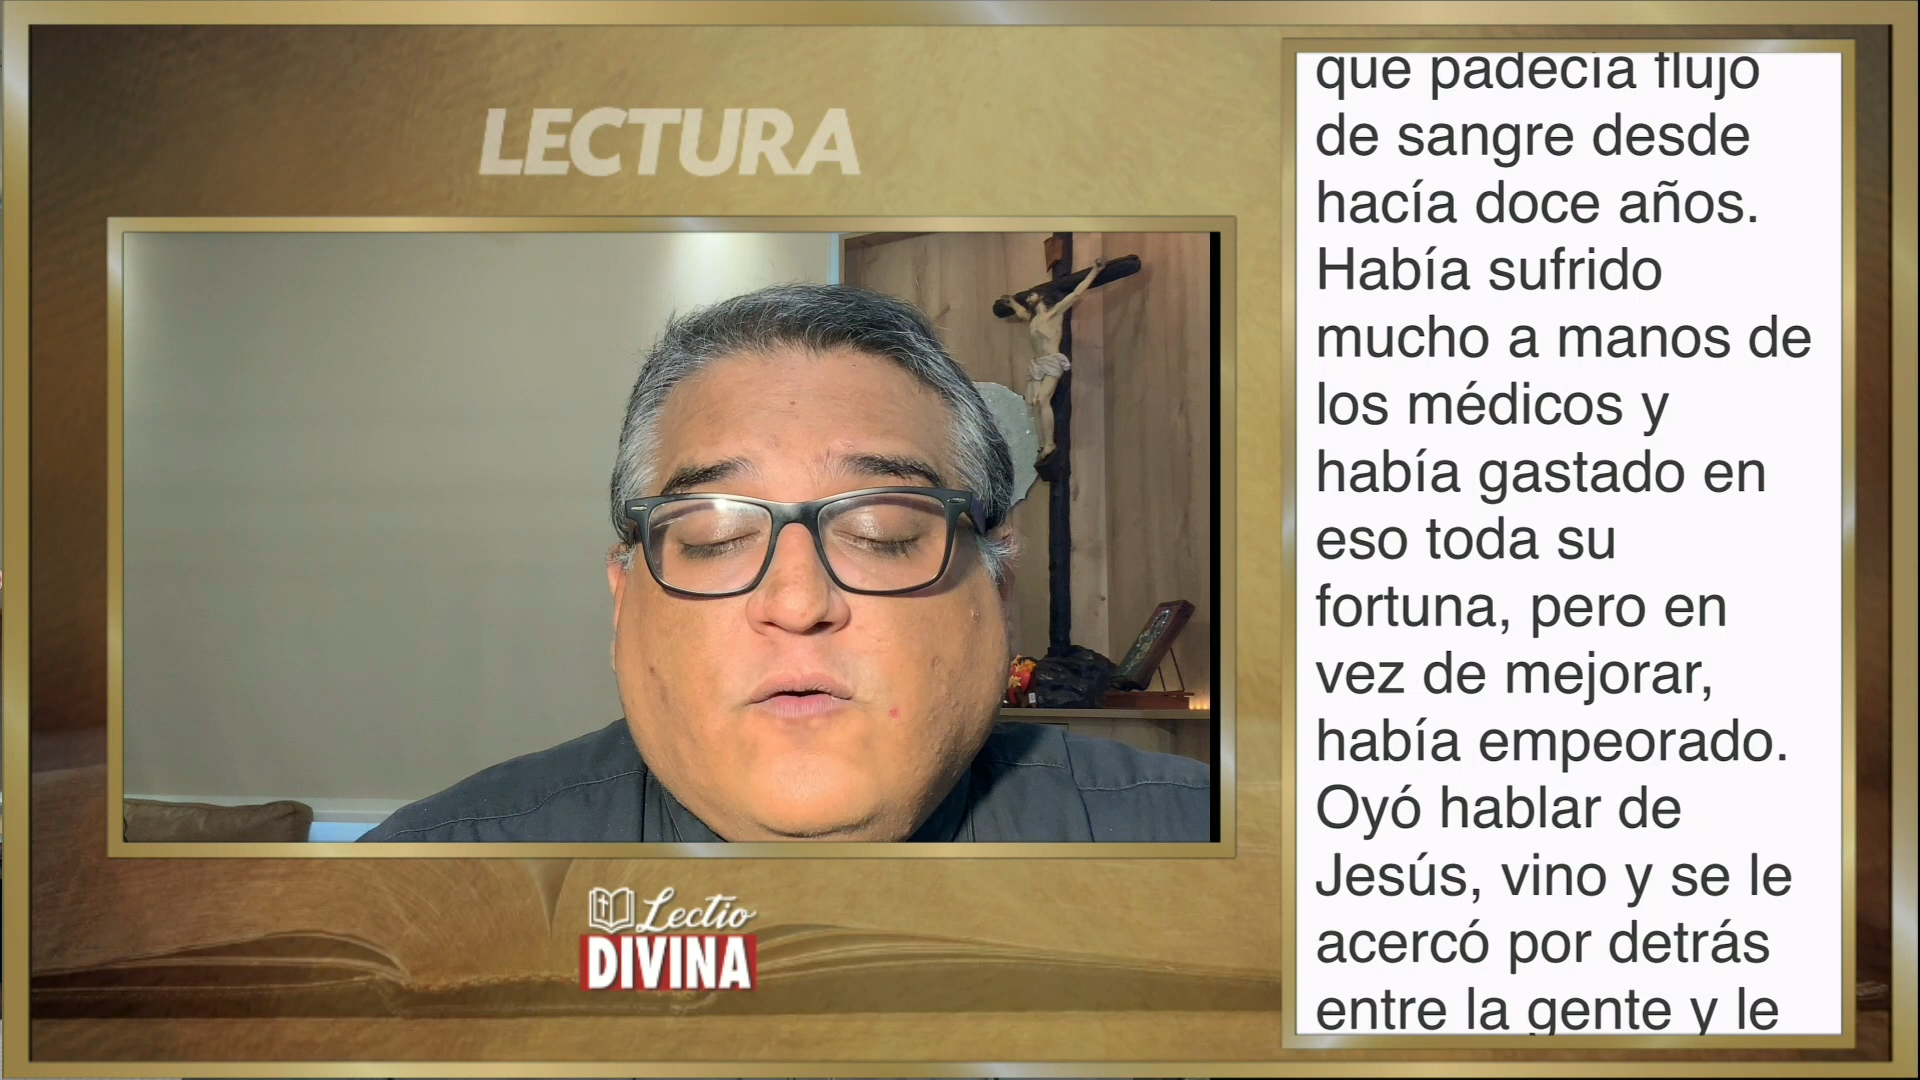 LECTURA
que padecía flujo
de sangre desde
hacía doce años.
Había sufrido
mucho a manos de
los médicos y
había gastado en
eso toda su
fortuna, pero en
vez de mejorar,
había empeorado.
Oyó hablar de
Jesús, vino y se le
acercó por detrás
entre la gente y le
Lectio
DIVINA